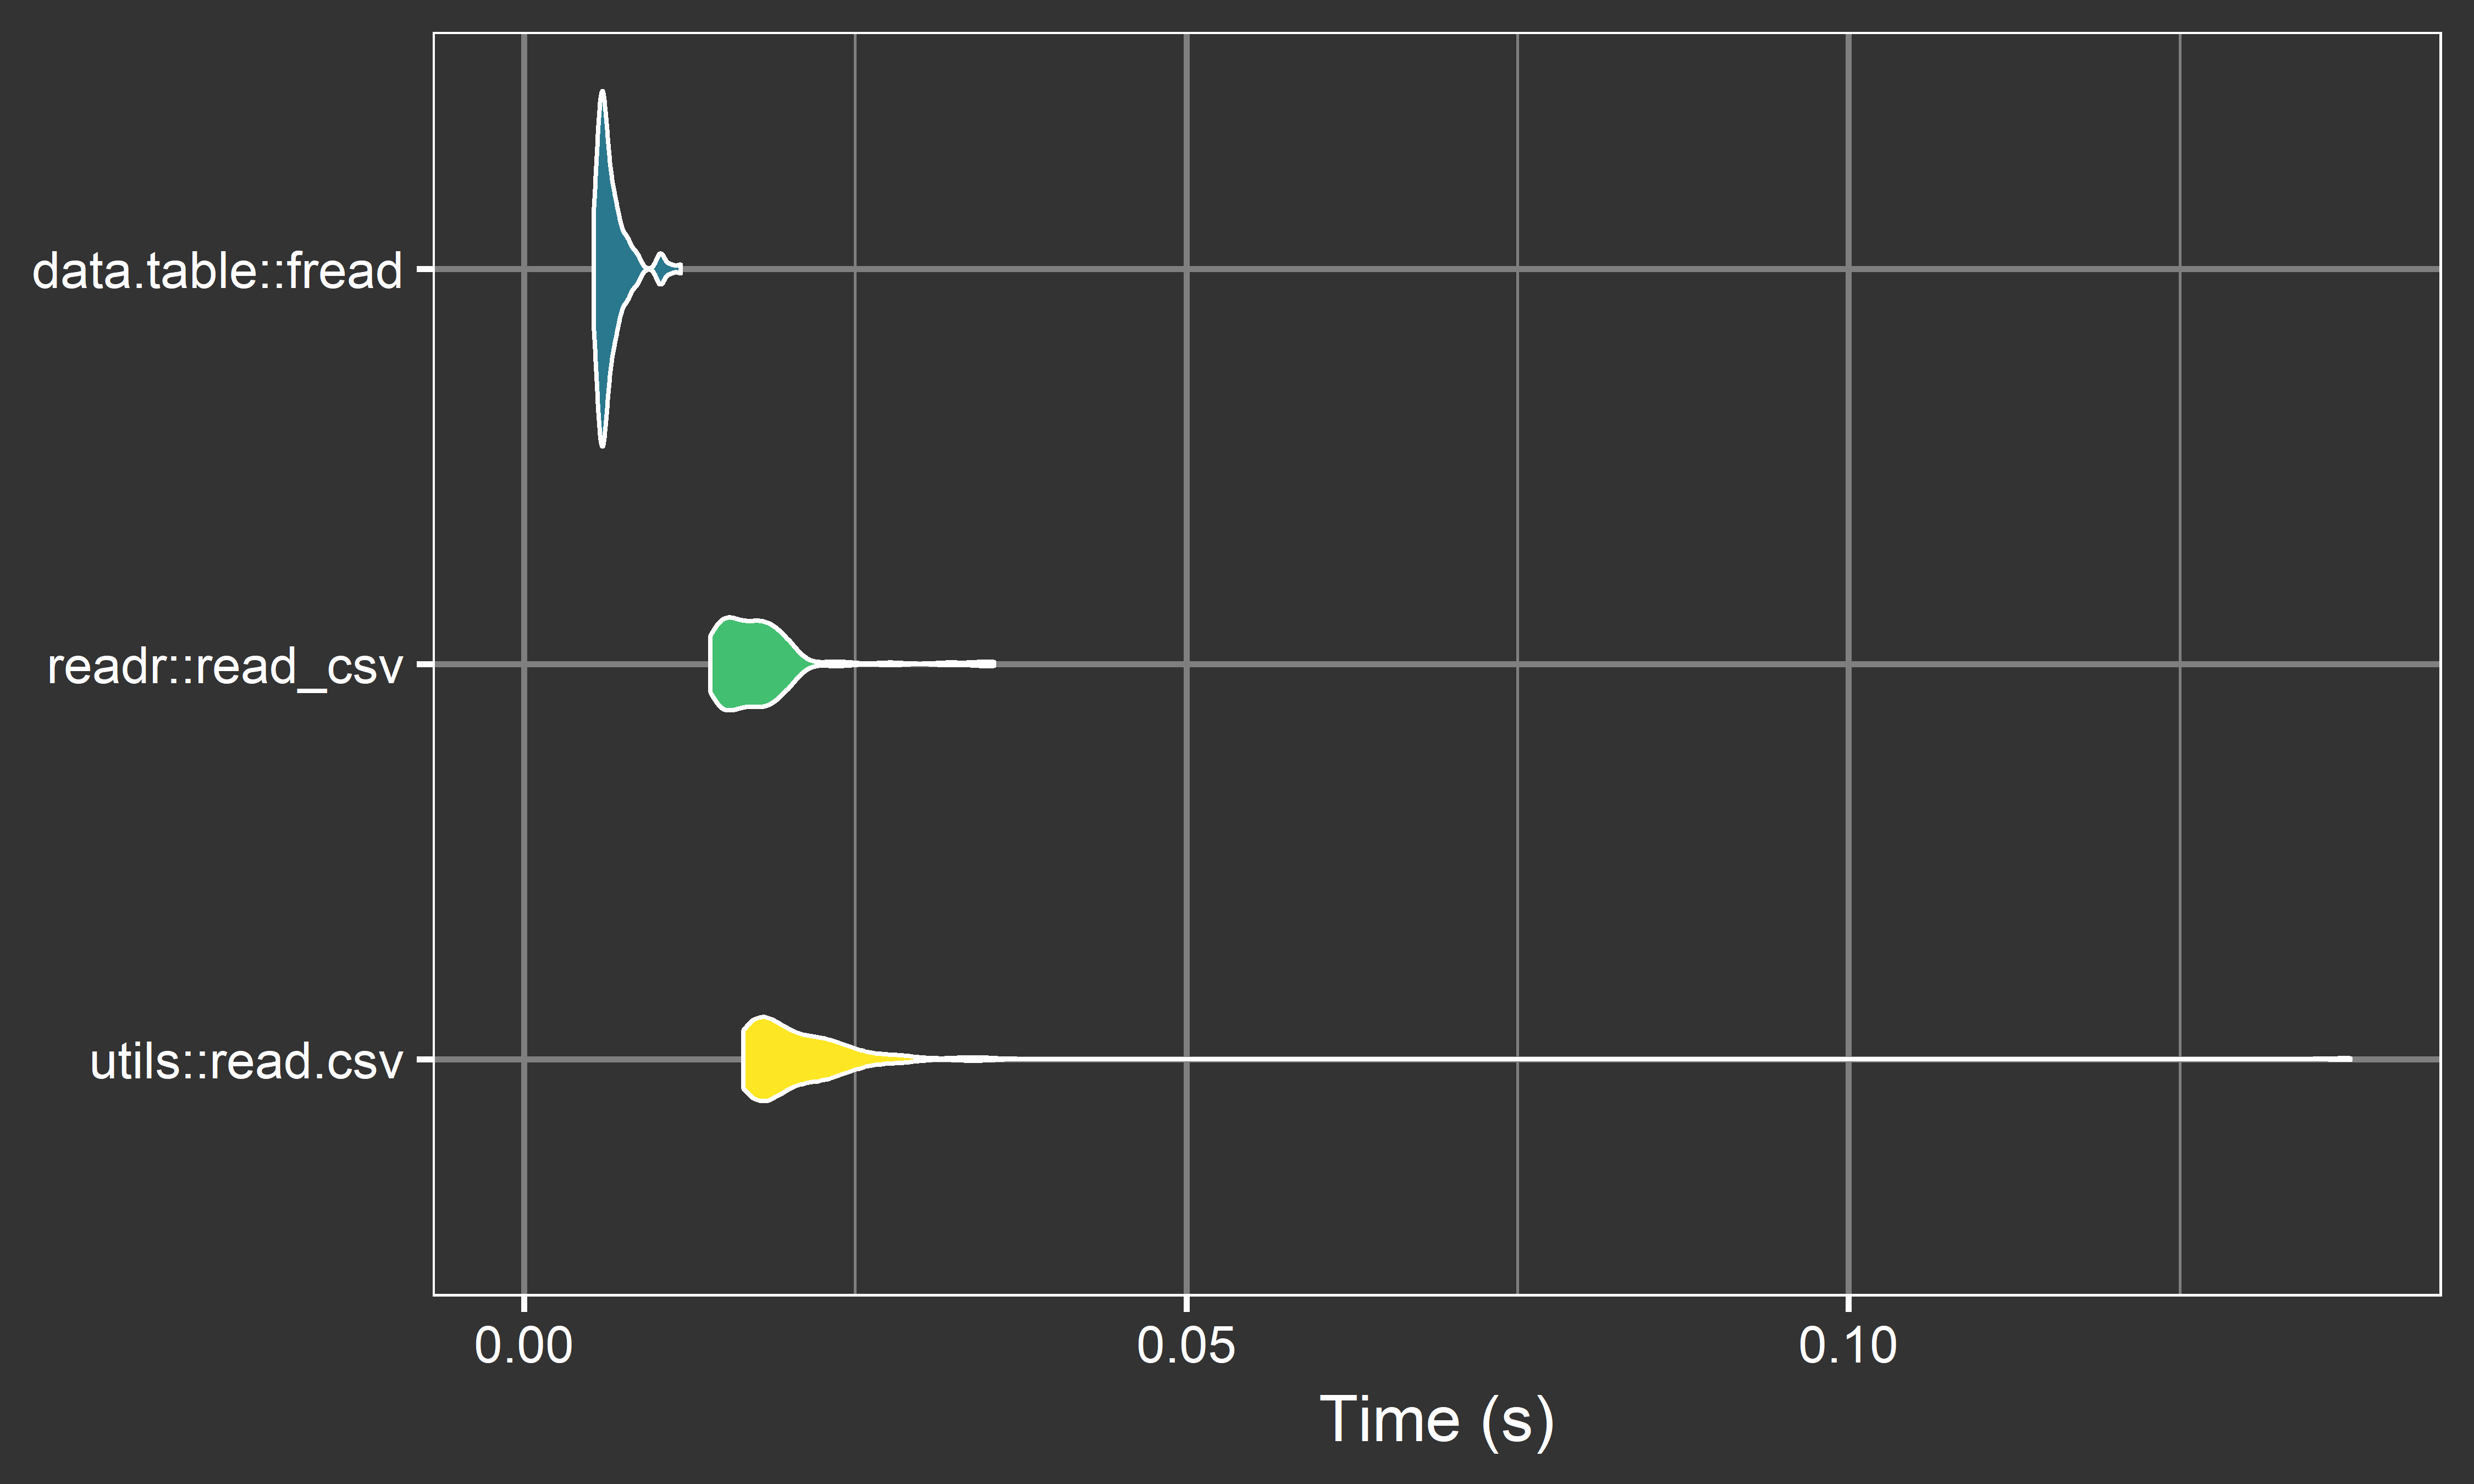 data.table::fread
readr::read_csv
utils::read.csv
0.00
0.05
0.10
Time (s)